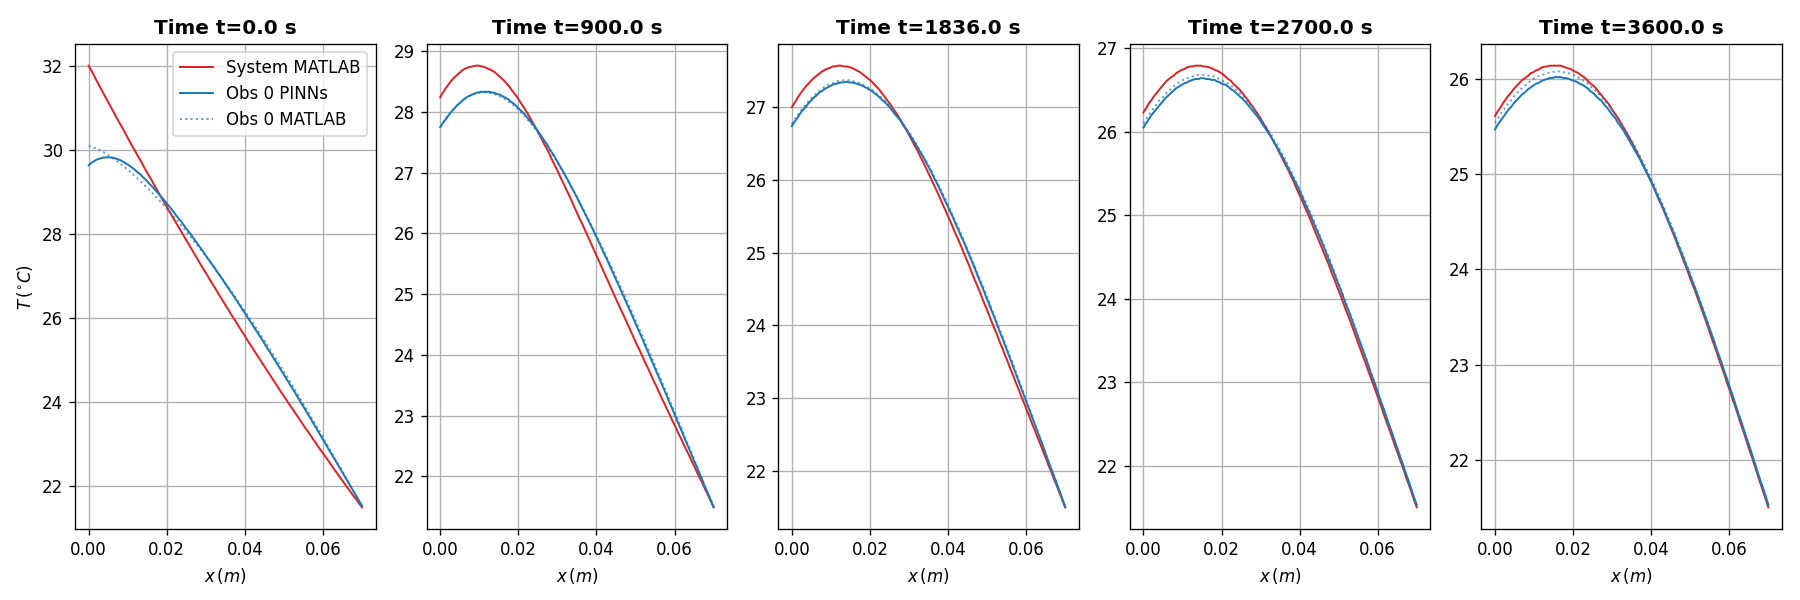 Time t=0.0 s
Time t=900.0 s
Time t=1836.0 s
Time t=2700.0 s
Time t=3600.0 s
System MATLAB
Obs 0 PINNs
Obs 0 MATLAB
T (°C)
32
30
28
26
24
22
0.00 0.02 0.04 0.06
x (m)
29
28
27
26
25
24
23
22
0.00 0.02 0.04 0.06
x (m)
27
26
25
24
23
22
0.00 0.02 0.04 0.06
x (m)
27
26
25
24
23
22
0.00 0.02 0.04 0.06
x (m)
26
25
24
23
22
0.00 0.02 0.04 0.06
x (m)